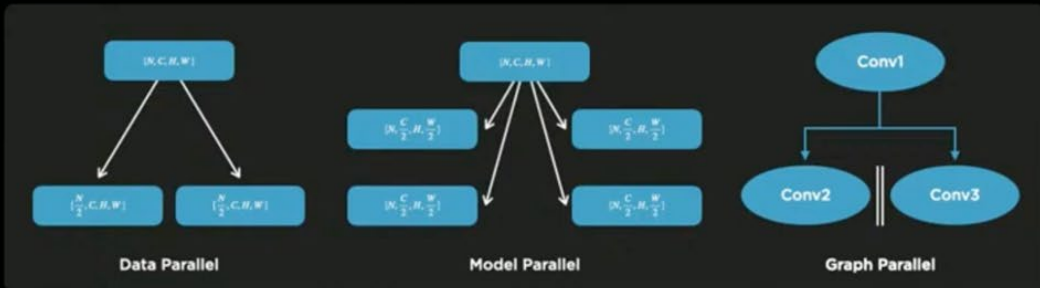 [N, C, H, W]
[N/2, C, H, W]
[N/2, C, H, W]
Data Parallel
[N, C, H, W]
[N, C/2, H, W/2]
[N, C/2, H, W/2]
[N, C/2, H, W/2]
[N, C/2, H, W/2]
Model Parallel
Conv1
Conv2
Conv3
Graph Parallel